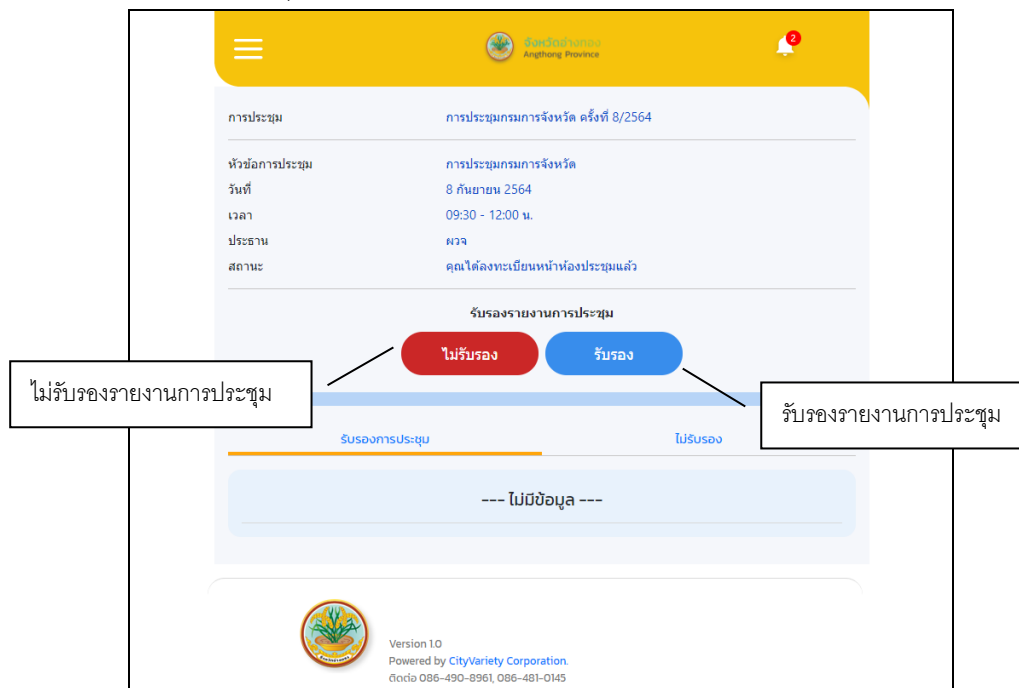 จังหวัดอ่างทอง
Angthong Province
2
การประชุม การประชุมกรมการจังหวัด ครั้งที่ 8/2564
หัวข้อการประชุม การประชุมกรมการจังหวัด
วันที่ 8 กันยายน 2564
เวลา 09:30 - 12:00 น.
ประธาน ผวจ
สถานะ คุณได้ลงทะเบียนหน้าห้องประชุมแล้ว
รับรองรายงานการประชุม
ไม่รับรอง รับรอง
ไม่รับรองรายงานการประชุม
รับรองรายงานการประชุม
รับรองการประชุม ไม่รับรอง
--- ไม่มีข้อมูล ---
Version 1.0
Powered by CityVariety Corporation.
ติดต่อ 086-490-8961, 086-481-0145